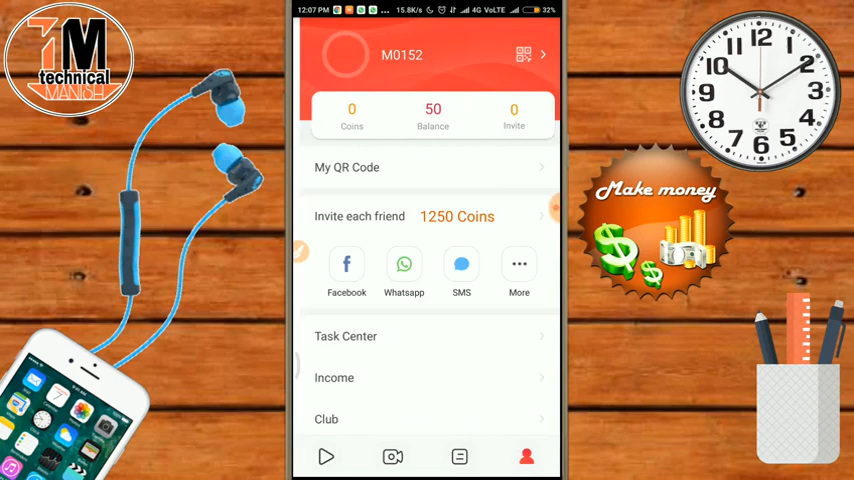 1M
technical
MANISH
12:07 PM
15.8K/s
4G VoLTE
32%
M0152
0
Coins
50
Balance
0
Invite
My QR Code
Invite each friend 1250 Coins
Facebook
Whatsapp
SMS
More
Task Center
Income
Club
12
1
2
3
4
5
6
7
8
9
10
11
Make money
$
$